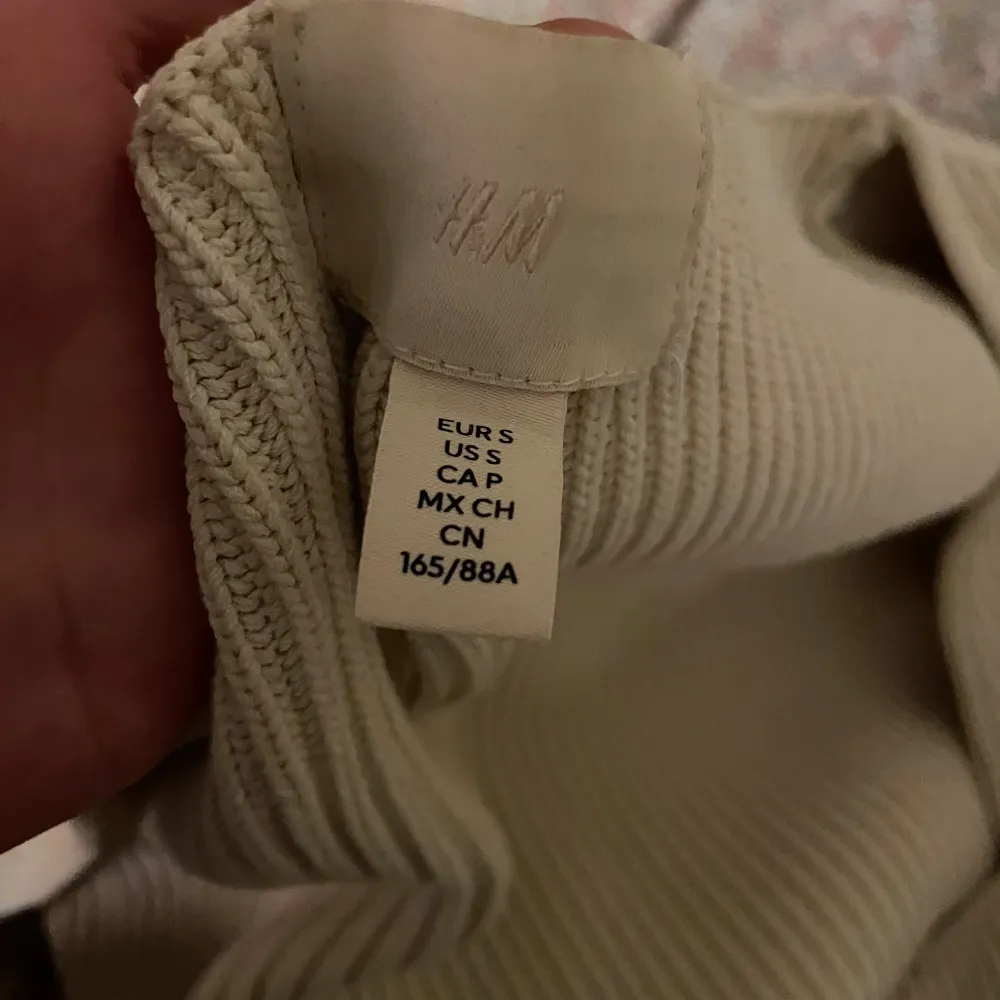 H&M
EUR S
US S
CA P
MX CH
CN
165/88A